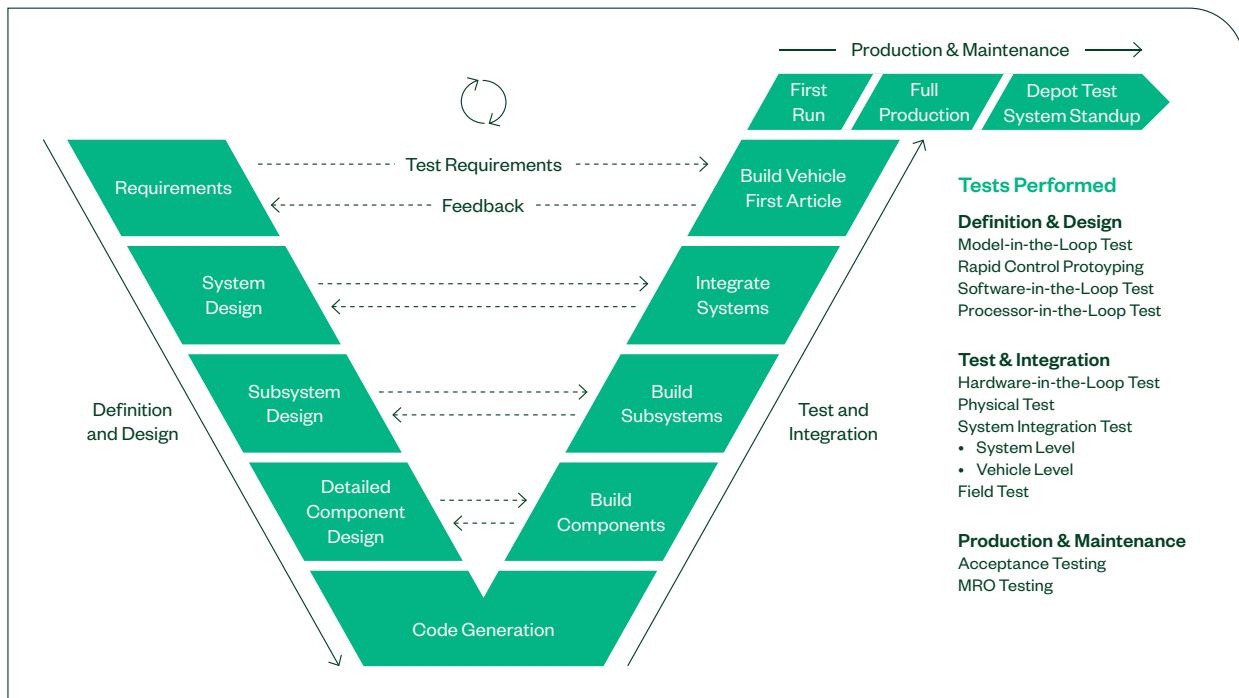 Production & Maintenance
First
Run
Full
Production
Depot Test
System Standup
Requirements
Test Requirements
Feedback
Build Vehicle
First Article
System
Design
Integrate
Systems
Subsystem
Design
Build
Subsystems
Definition
and Design
Test and
Integration
Detailed
Component
Design
Build
Components
Code Generation
Tests Performed
Definition & Design
Model-in-the-Loop Test
Rapid Control Protoyping
Software-in-the-Loop Test
Processor-in-the-Loop Test
Test & Integration
Hardware-in-the-Loop Test
Physical Test
System Integration Test
• System Level
• Vehicle Level
Field Test
Production & Maintenance
Acceptance Testing
MRO Testing